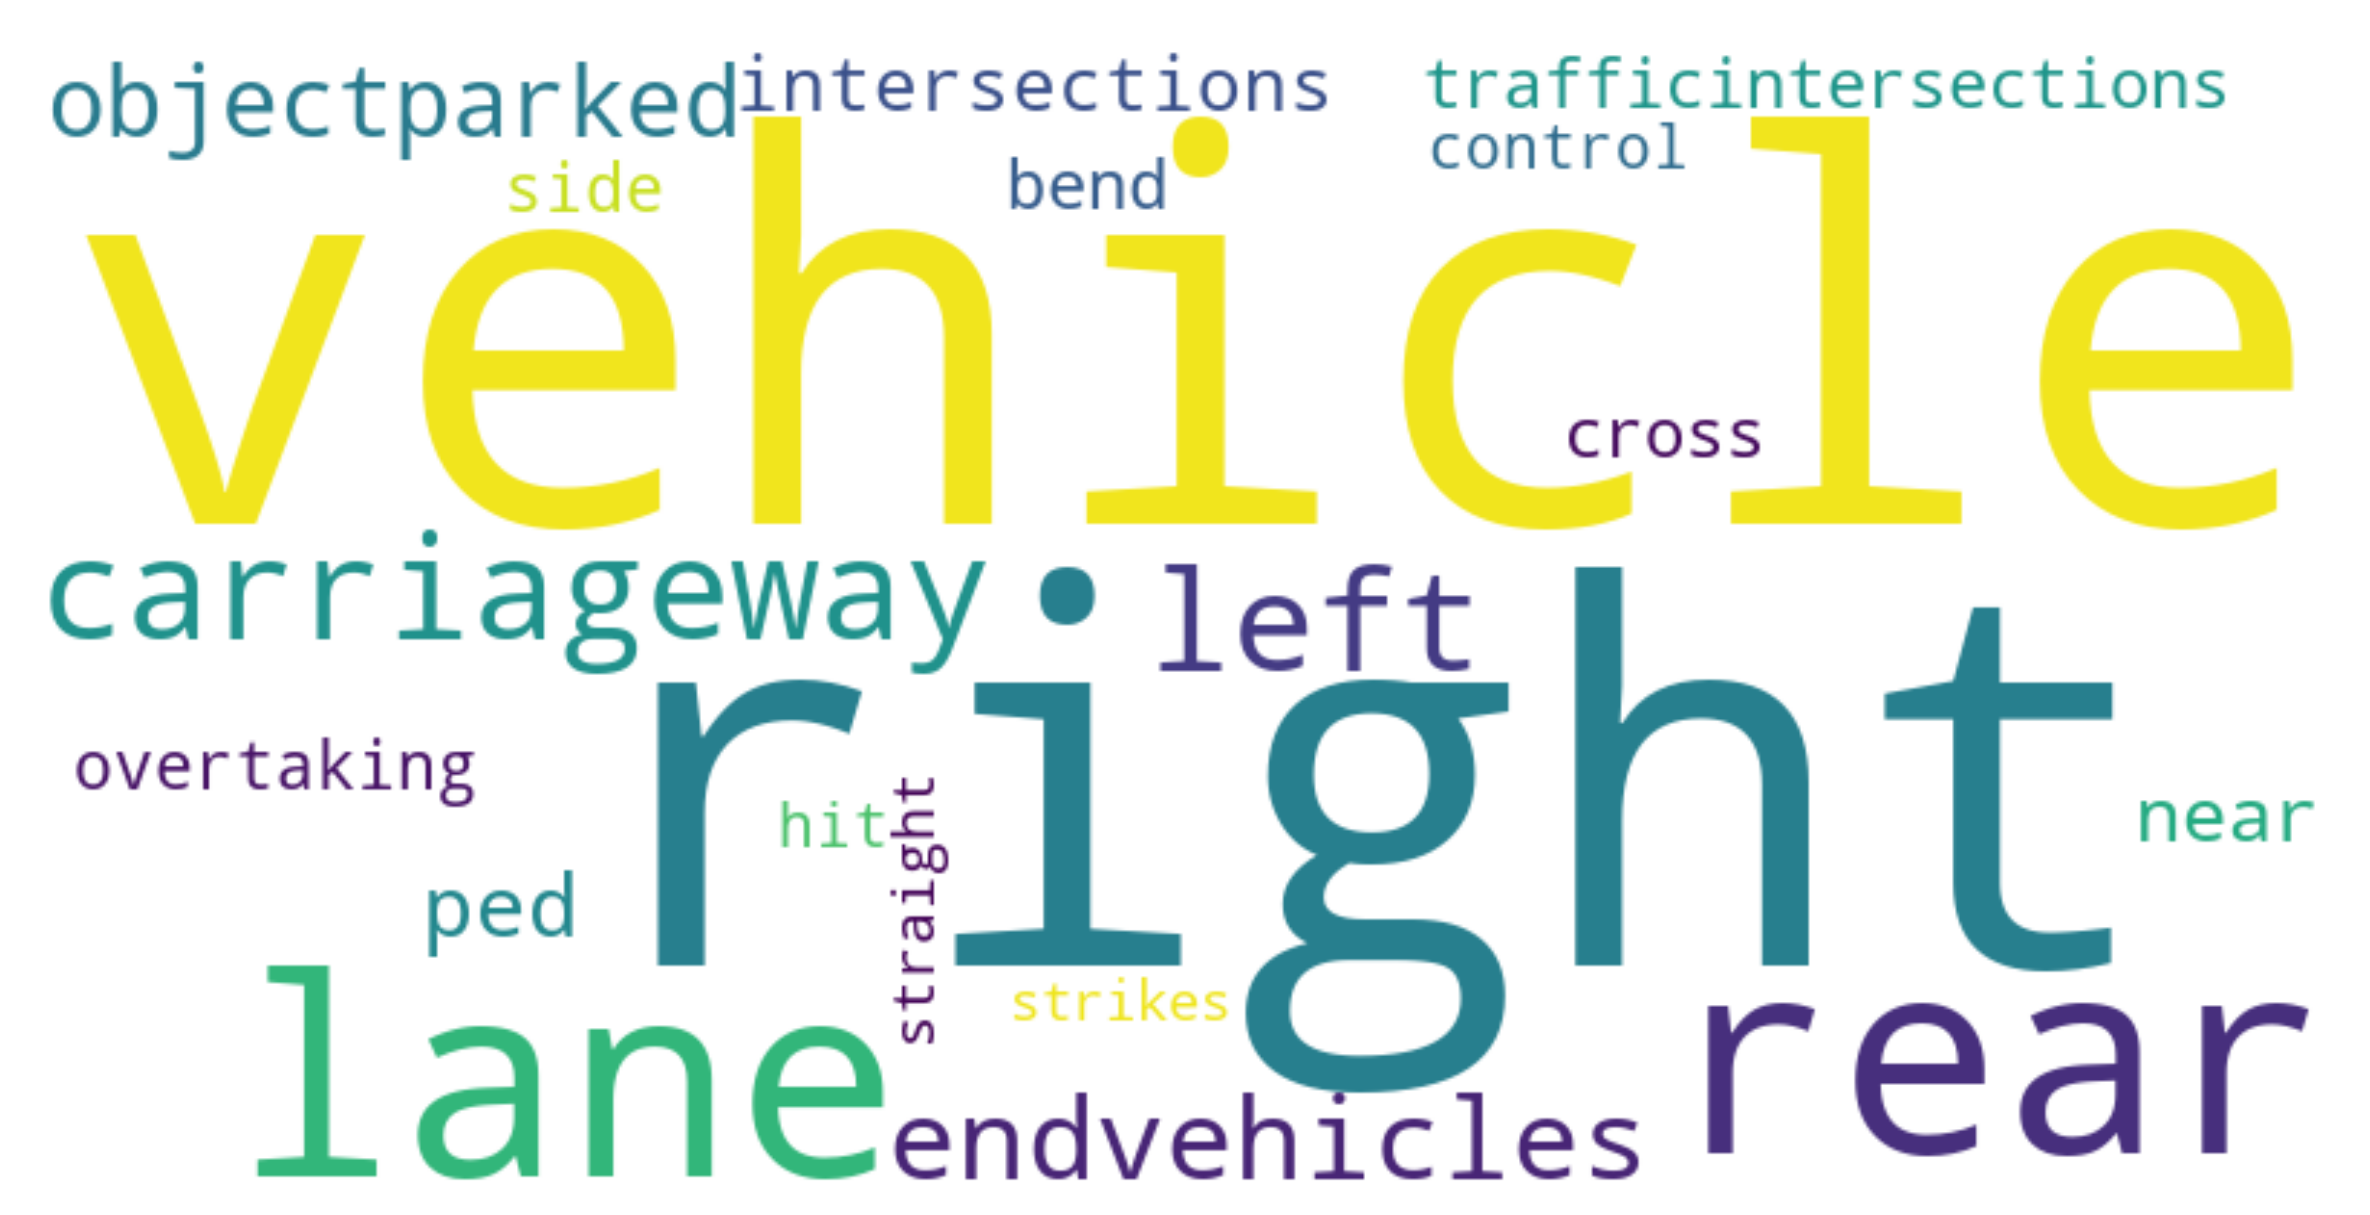 objectparked
intersections
trafficintersections
control
side
bend
vehicle
cross
carriageway
left
right
overtaking
hit
straight
near
ped
strikes
lane
rear
endvehicles